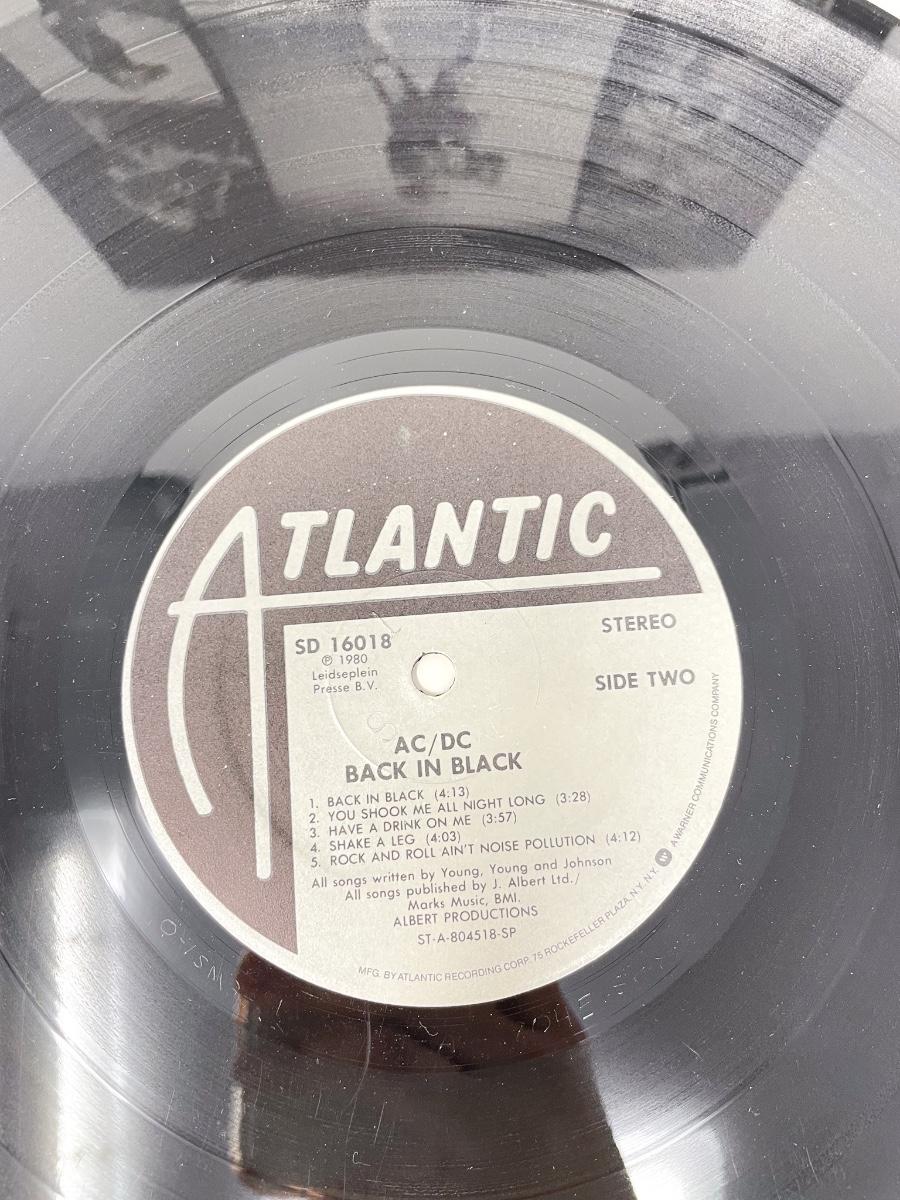 ATLANTIC
SD 16018
℗ 1980
Leidseplein
Presse B.V.
STEREO
SIDE TWO
AC/DC
BACK IN BLACK
1. BACK IN BLACK (4:13)
2. YOU SHOOK ME ALL NIGHT LONG (3:28)
3. HAVE A DRINK ON ME (3:57)
4. SHAKE A LEG (4:03)
5. ROCK AND ROLL AIN'T NOISE POLLUTION (4:12)
All songs written by Young, Young and Johnson
All songs published by J. Albert Ltd./
Marks Music, BMI.
ALBERT PRODUCTIONS
ST-A-804518-SP
MFG. BY ATLANTIC RECORDING CORP. 75 ROCKEFELLER PLAZA, N.Y. N.Y. W A WARNER COMMUNICATIONS COMPANY